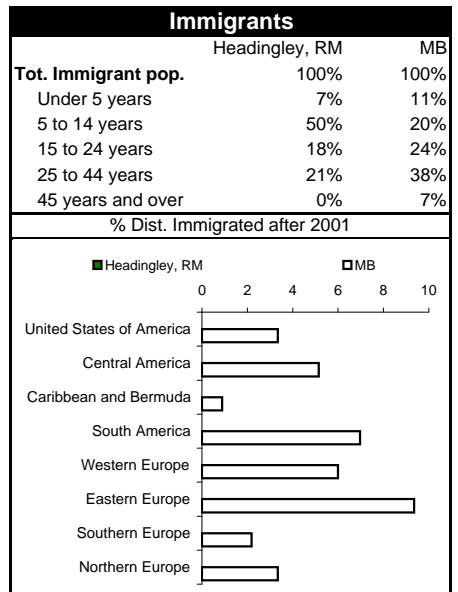 Immigrants
Headingley, RM MB
Tot. Immigrant pop. 100% 100%
Under 5 years 7% 11%
5 to 14 years 50% 20%
15 to 24 years 18% 24%
25 to 44 years 21% 38%
45 years and over 0% 7%
% Dist. Immigrated after 2001
Headingley, RM MB
0 2 4 6 8 10
United States of America
Central America
Caribbean and Bermuda
South America
Western Europe
Eastern Europe
Southern Europe
Northern Europe